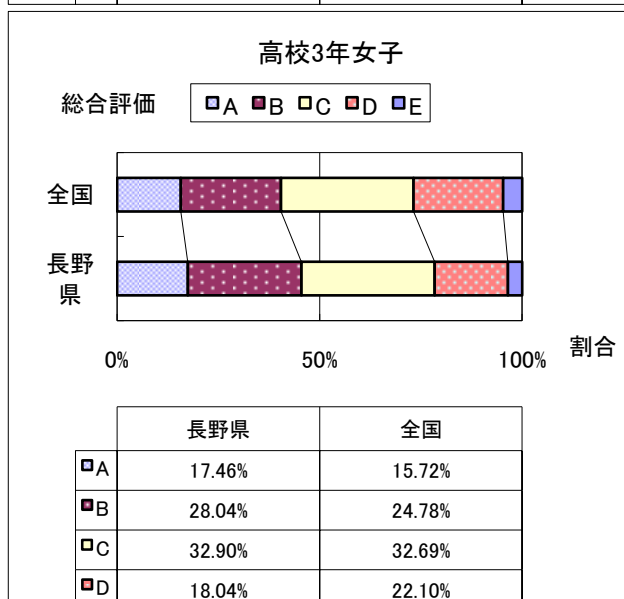 高校3年女子
総合評価 A B C D E
全国
長野
県
0% 50% 100% 割合
長野県 全国
A 17.46% 15.72%
B 28.04% 24.78%
C 32.90% 32.69%
D 18.04% 22.10%